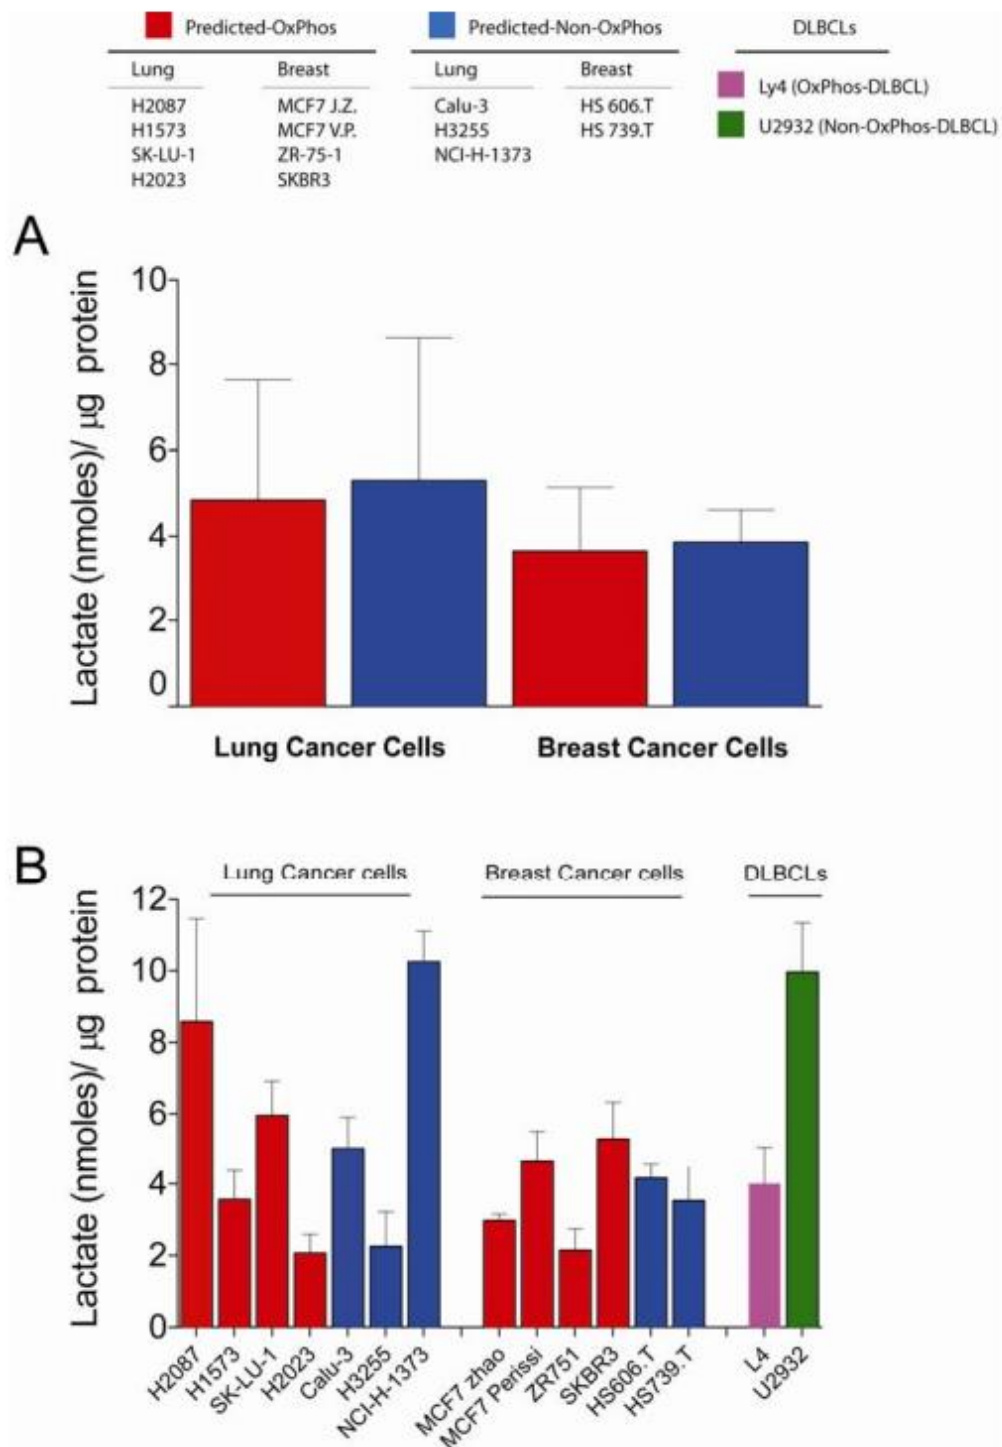 Predicted-OxPhos Predicted-Non-OxPhos DLBCLs
Lung Breast Lung Breast
H2087 MCF7 J.Z. Calu-3 HS 606.T
H1573 MCF7 V.P. H3255 HS 739.T
SK-LU-1 ZR-75-1 NCI-H-1373
H2023 SKBR3
Ly4 (OxPhos-DLBCL)
U2932 (Non-OxPhos-DLBCL)
A
Lactate (nmoles)/ µg protein
10
8
6
4
2
0
Lung Cancer Cells Breast Cancer Cells
B
Lung Cancer cells Breast Cancer cells DLBCLs
Lactate (nmoles)/ µg protein
12
10
8
6
4
2
0
H2087
H1573
SK-LU-1
H2023
Calu-3
H3255
NCI-H-1373
MCF7 zhao
MCF7 Perissi
ZR751
SKBR3
HS606.T
HS739.T
L4
U2932